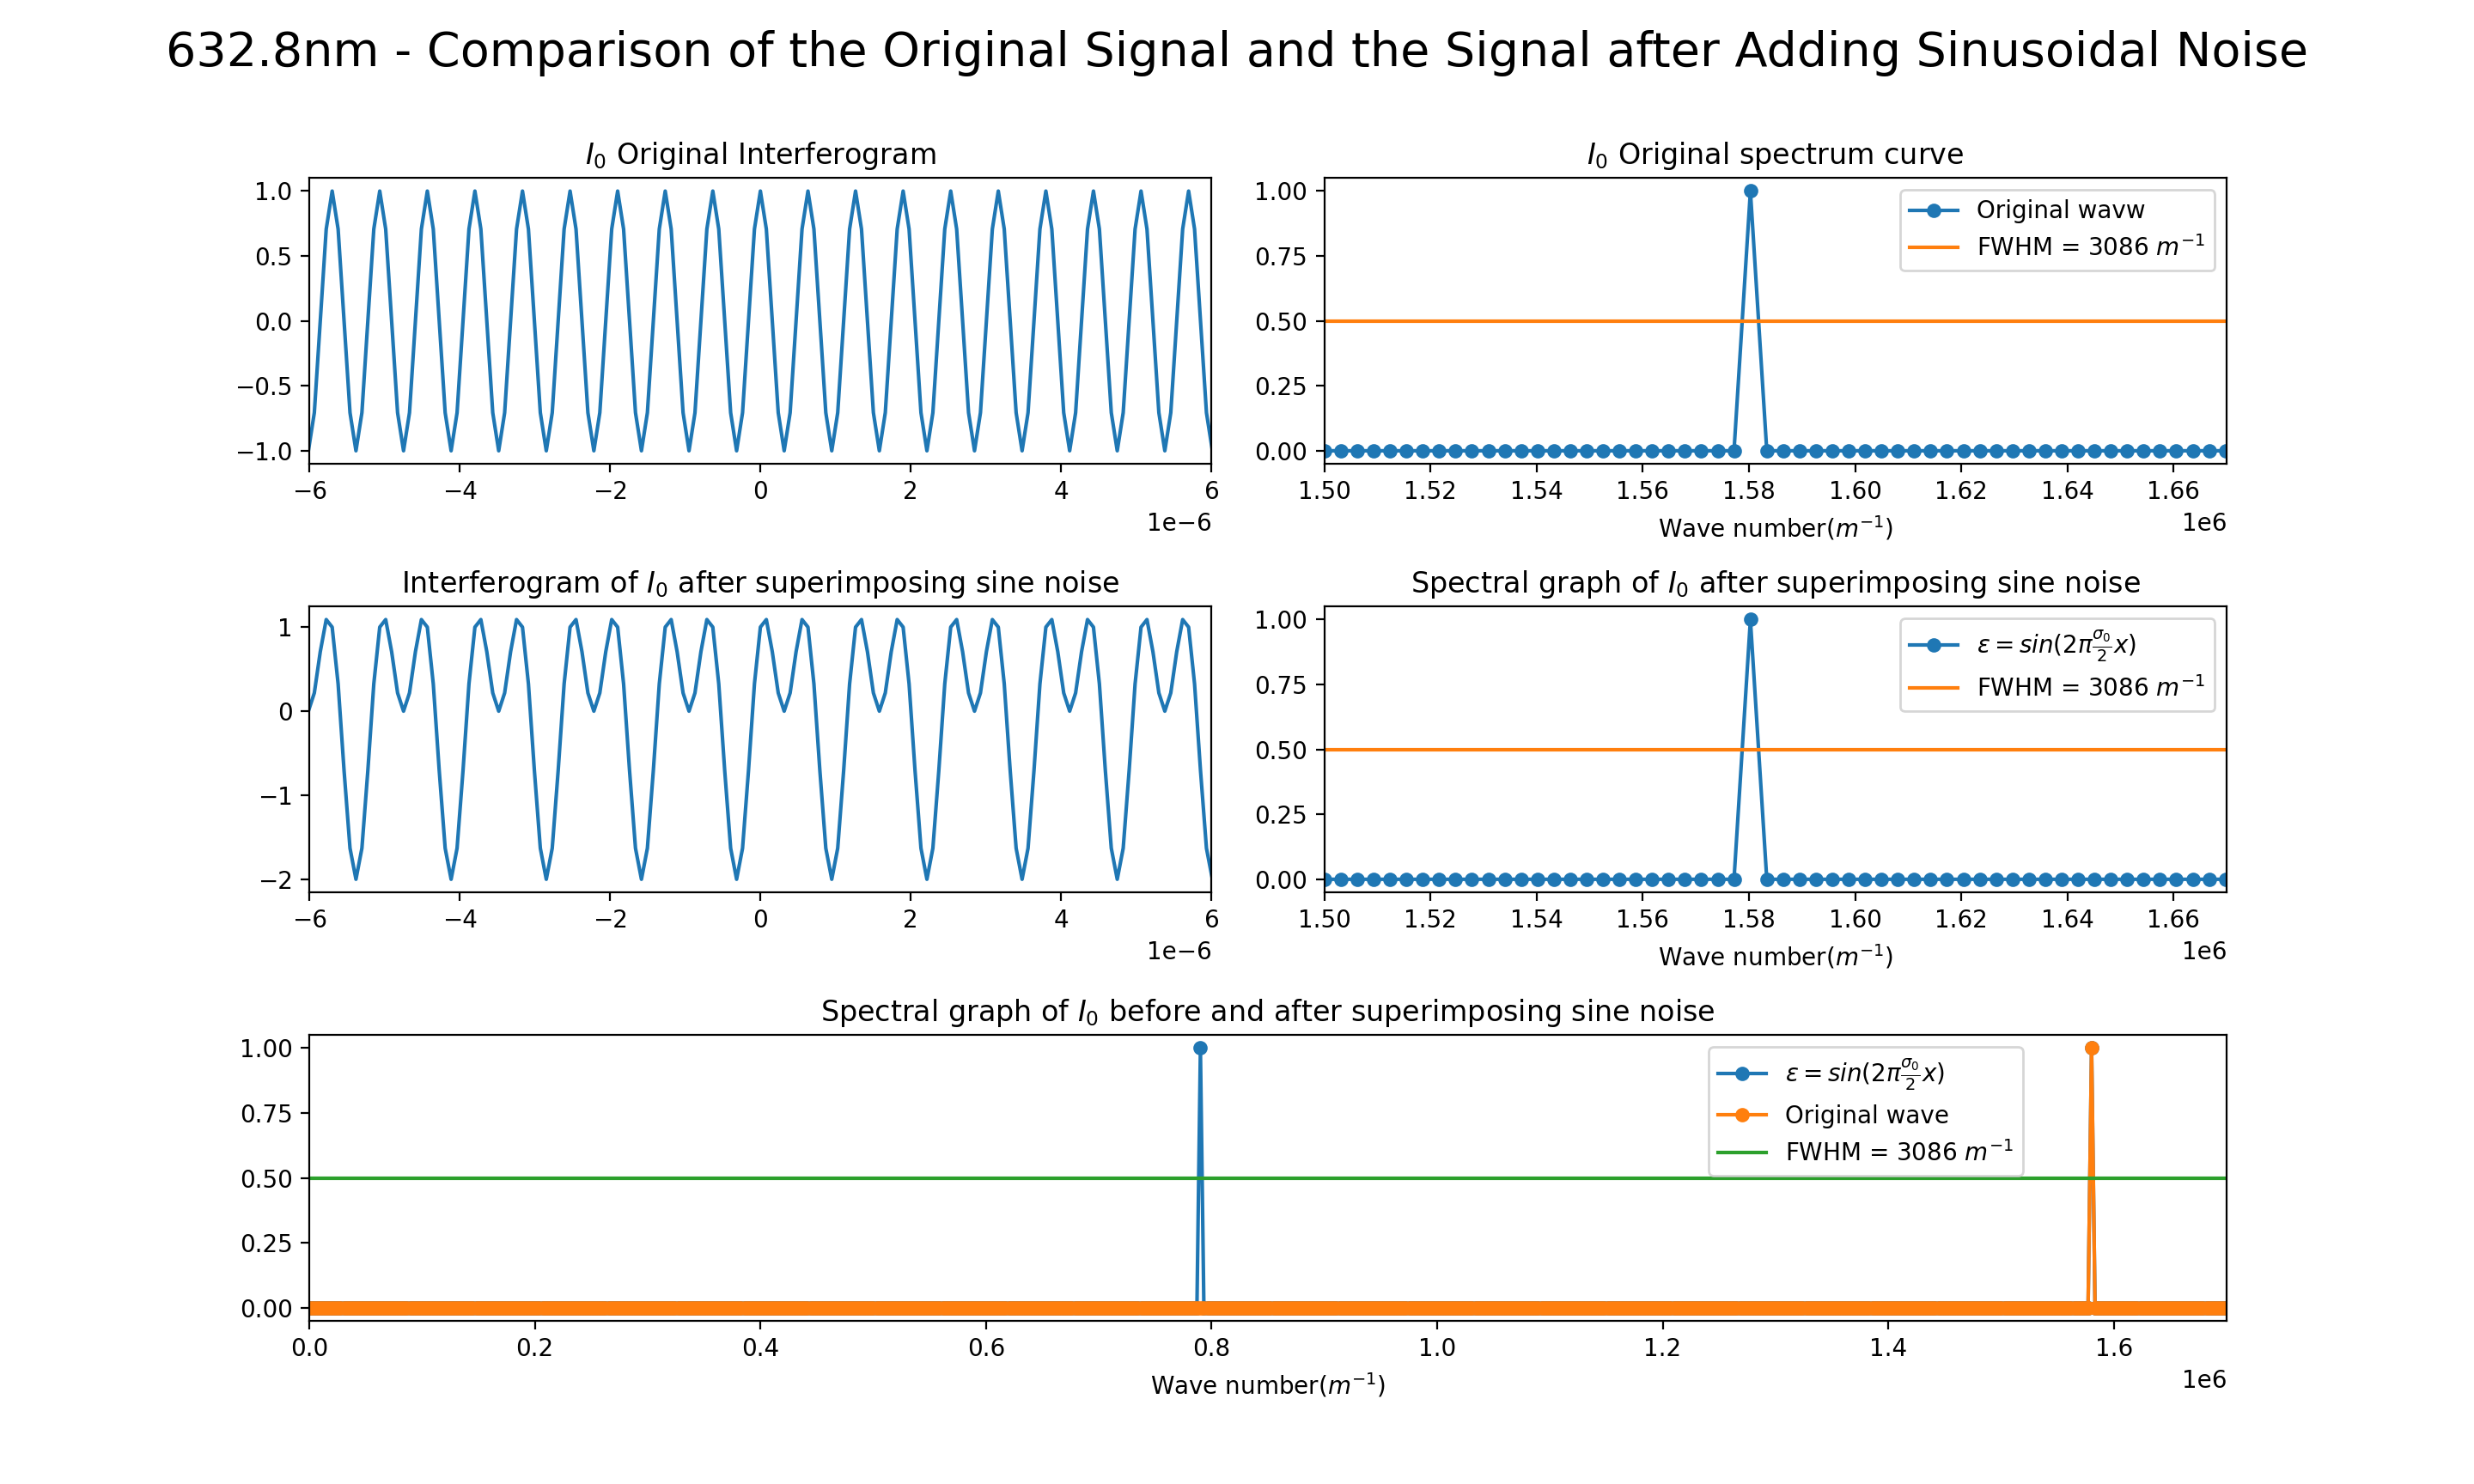 632.8nm - Comparison of the Original Signal and the Signal after Adding Sinusoidal Noise
I₀ Original Interferogram
1.0
0.5
0.0
−0.5
−1.0
−6 −4 −2 0 2 4 6
1e−6
I₀ Original spectrum curve
1.00
0.75
0.50
0.25
0.00
Original wavw
FWHM = 3086 m⁻¹
1.50 1.52 1.54 1.56 1.58 1.60 1.62 1.64 1.66
Wave number(m⁻¹)
1e6
Interferogram of I₀ after superimposing sine noise
1
0
−1
−2
−6 −4 −2 0 2 4 6
1e−6
Spectral graph of I₀ after superimposing sine noise
1.00
0.75
0.50
0.25
0.00
ε = sin(2π σ₀/2 x)
FWHM = 3086 m⁻¹
1.50 1.52 1.54 1.56 1.58 1.60 1.62 1.64 1.66
Wave number(m⁻¹)
1e6
Spectral graph of I₀ before and after superimposing sine noise
1.00
0.75
0.50
0.25
0.00
ε = sin(2π σ₀/2 x)
Original wave
FWHM = 3086 m⁻¹
0.0 0.2 0.4 0.6 0.8 1.0 1.2 1.4 1.6
Wave number(m⁻¹)
1e6